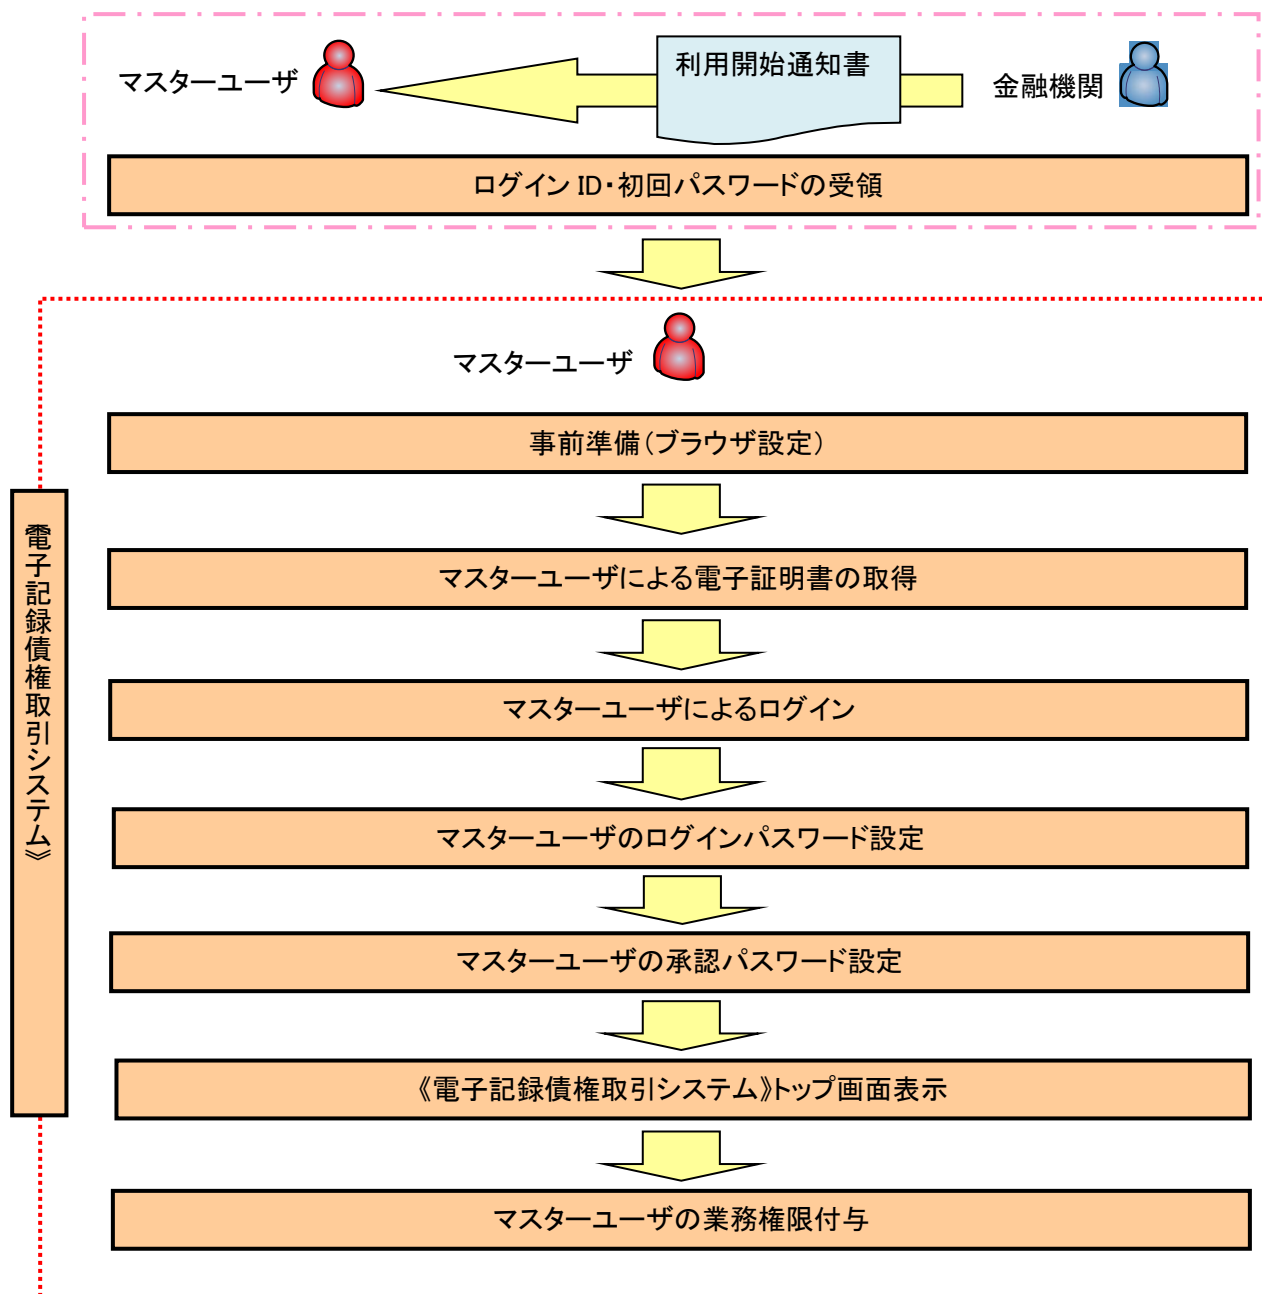 マスターユーザ
利用開始通知書
金融機関
ログイン ID・初回パスワードの受領
マスターユーザ
事前準備（ブラウザ設定）
マスターユーザによる電子証明書の取得
マスターユーザによるログイン
マスターユーザのログインパスワード設定
マスターユーザの承認パスワード設定
《電子記録債権取引システム》トップ画面表示
マスターユーザの業務権限付与
電子記録債権取引システム》